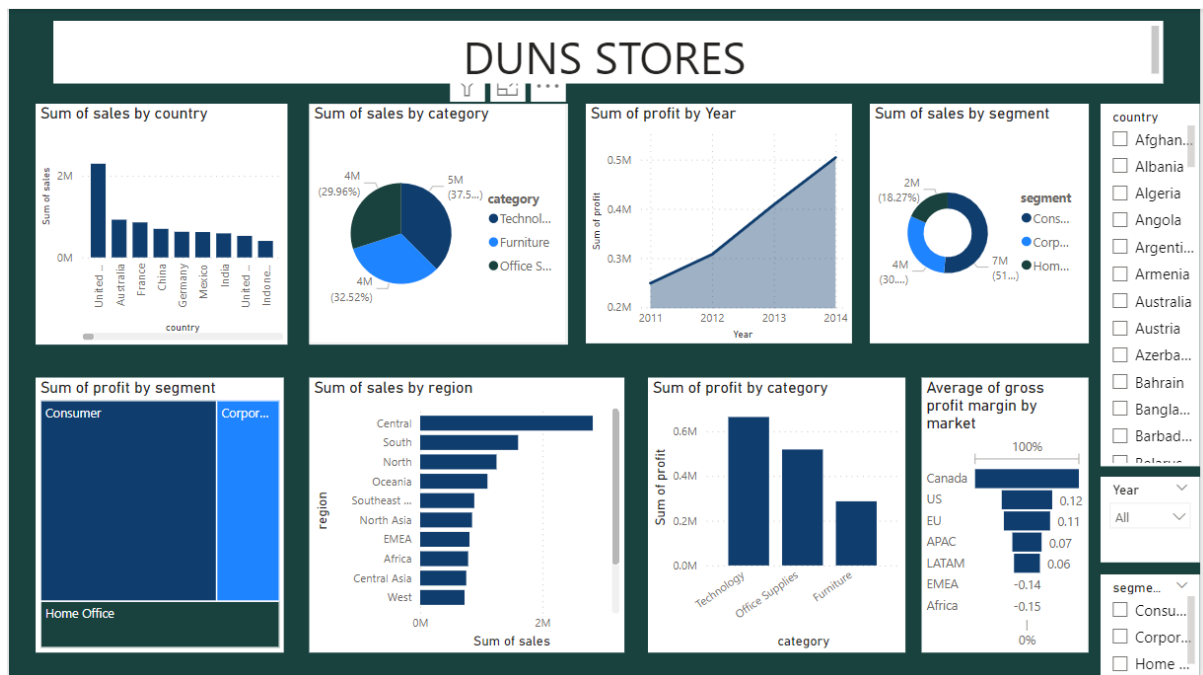 DUNS STORES
Sum of sales by country
Sum of sales
2M
0M
United ..
Australia
France
China
Germany
Mexico
India
United ..
Indone..
country
Sum of sales by category
4M
(29.96%)
5M
(37.5...)
4M
(32.52%)
category
Technol...
Furniture
Office S...
Sum of profit by Year
Sum of profit
0.5M
0.4M
0.3M
0.2M
2011
2012
2013
2014
Year
Sum of sales by segment
2M
(18.27%)
4M
(30....)
7M
(51...)
segment
Cons...
Corp...
Hom...
country
Afghan...
Albania
Algeria
Angola
Argenti...
Armenia
Australia
Austria
Azerba...
Bahrain
Bangla...
Barbad...
Belarus
Sum of profit by segment
Consumer
Corpor...
Home Office
Sum of sales by region
region
Central
South
North
Oceania
Southeast ...
North Asia
EMEA
Africa
Central Asia
West
0M
2M
Sum of sales
Sum of profit by category
Sum of profit
0.6M
0.4M
0.2M
0.0M
Technology
Office Supplies
Furniture
category
Average of gross
profit margin by
market
100%
Canada
US
0.12
EU
0.11
APAC
0.07
LATAM
0.06
EMEA
-0.14
Africa
-0.15
0%
Year
All
segme...
Consu...
Corpor...
Home ...